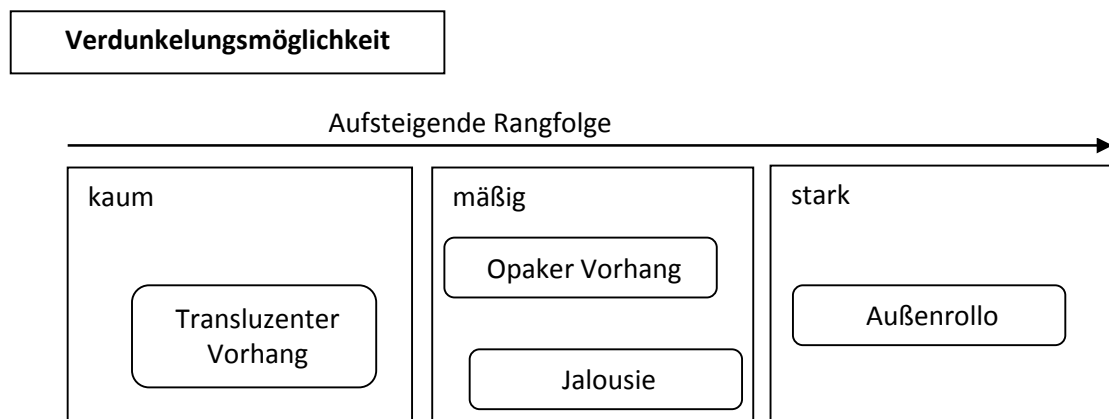 Verdunkelungsmöglichkeit
Aufsteigende Rangfolge
kaum
Transluzenter
Vorhang
mäßig
Opaker Vorhang
Jalousie
stark
Außenrollo